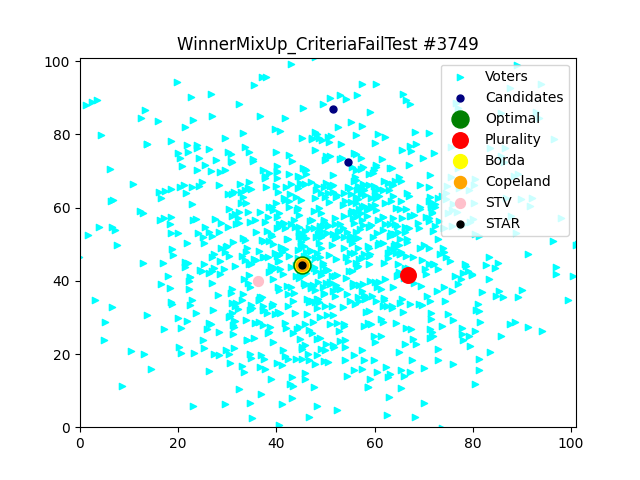 WinnerMixUp_CriteriaFailTest #3749
100
80
60
40
20
0
0
20
40
60
80
100
Voters
Candidates
Optimal
Plurality
Borda
Copeland
STV
STAR